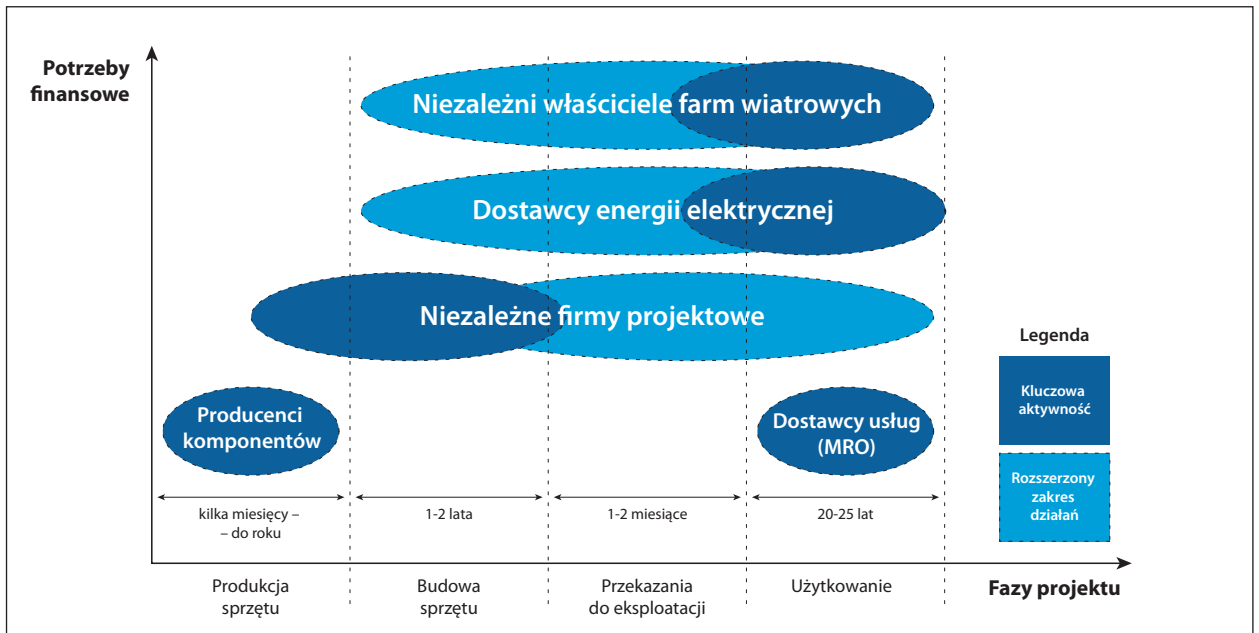 Potrzeby
finansowe
Niezależni właściciele farm wiatrowych
Dostawcy energii elektrycznej
Niezależne firmy projektowe
Producenci
komponentów
Dostawcy usług
(MRO)
Legenda
Kluczowa
aktywność
Rozszerzony
zakres
działań
kilka miesięcy –
– do roku
1-2 lata
1-2 miesiące
20-25 lat
Produkcja
sprzętu
Budowa
sprzętu
Przekazania
do eksploatacji
Użytkowanie
Fazy projektu